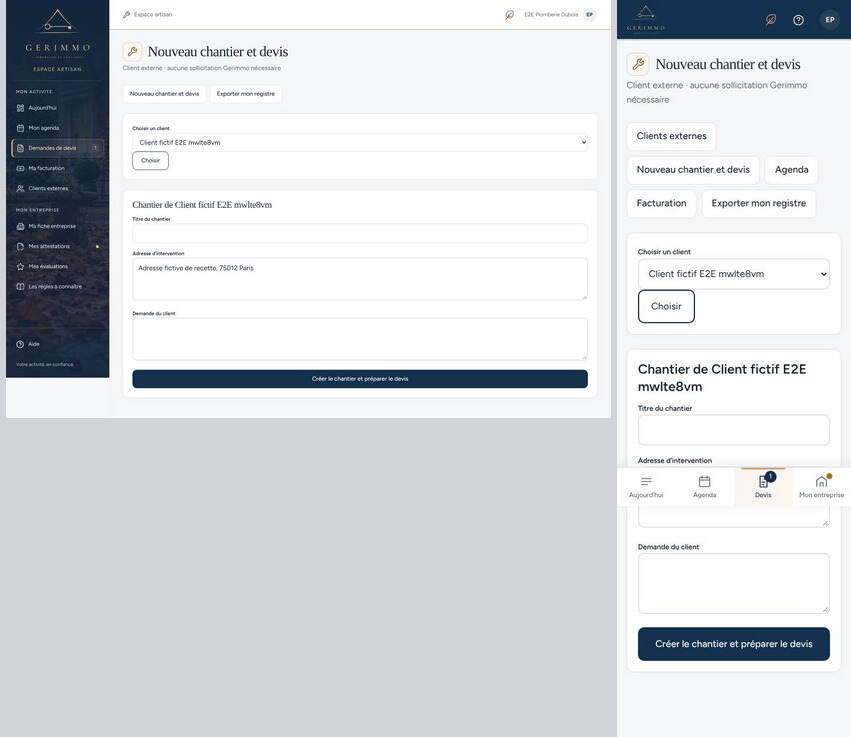 GERIMMO
ESPACE ARTISAN
MON ACTIVITÉ
Aujourd'hui
Mon agenda
Demandes de devis 1
Ma facturation
Clients externes
MON ENTREPRISE
Ma fiche entreprise
Mes attestations
Mes évaluations
Les règles à connaître
Aide
Votre activité, en confiance.
Espace artisan
E2E Plomberie Dubois EP
Nouveau chantier et devis
Client externe · aucune sollicitation Gerimmo nécessaire
Nouveau chantier et devis
Exporter mon registre
Choisir un client
Client fictif E2E mwlte8vm
Choisir
Chantier de Client fictif E2E mwlte8vm
Titre du chantier
Adresse d'intervention
Adresse fictive de recette, 75012 Paris
Demande du client
Créer le chantier et préparer le devis
GERIMMO
EP
Nouveau chantier et devis
Client externe · aucune sollicitation Gerimmo
nécessaire
Clients externes
Nouveau chantier et devis
Agenda
Facturation
Exporter mon registre
Choisir un client
Client fictif E2E mwlte8vm
Choisir
Chantier de Client fictif E2E
mwlte8vm
Titre du chantier
Adresse d'intervention
1
Aujourd'hui
Agenda
Devis
Mon entreprise
Demande du client
Créer le chantier et préparer le devis